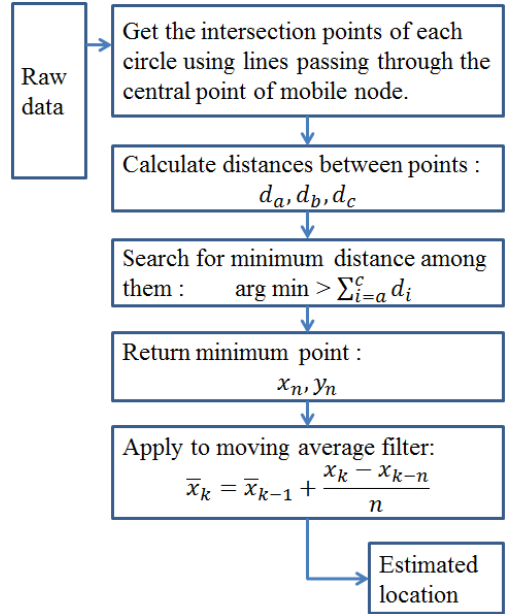 Raw
data
Get the intersection points of each
circle using lines passing through the
central point of mobile node.
Calculate distances between points :
d_a, d_b, d_c
Search for minimum distance among
them : arg min > ∑_{i=a}^{c} d_i
Return minimum point :
x_n, y_n
Apply to moving average filter:
x̅_k = x̅_{k-1} + \frac{x_k − x_{k-n}}{n}
Estimated
location